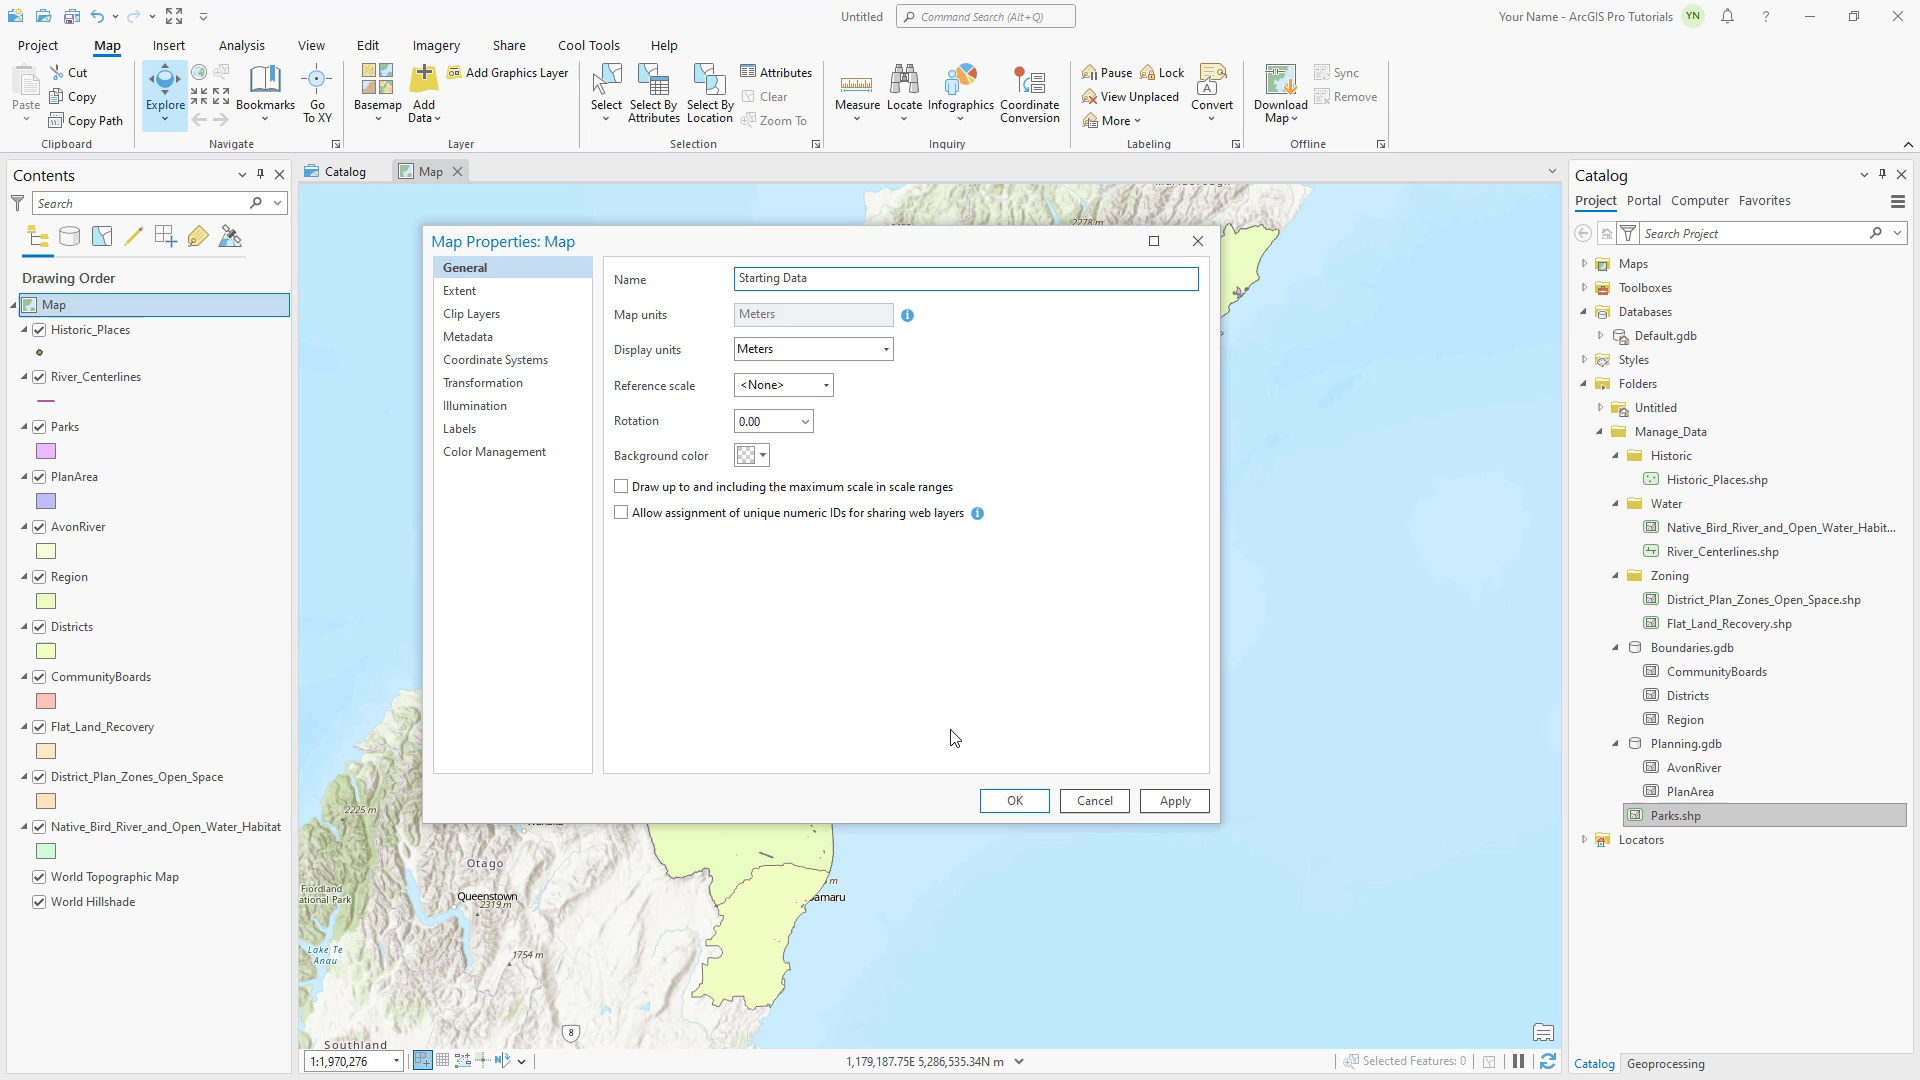 Untitled
Command Search (Alt+Q)
Your Name - ArcGIS Pro Tutorials
YN
Project
Map
Insert
Analysis
View
Edit
Imagery
Share
Cool Tools
Help
Paste
Cut
Copy
Copy Path
Clipboard
Explore
Bookmarks
Go To XY
Navigate
Basemap
Add Data
Add Graphics Layer
Layer
Select
Select By Attributes
Select By Location
Attributes
Clear
Zoom To
Selection
Measure
Locate
Infographics
Coordinate Conversion
Inquiry
Pause
Lock
View Unplaced
More
Convert
Labeling
Download Map
Sync
Remove
Offline
Contents
Search
Drawing Order
Map
Historic_Places
River_Centerlines
Parks
PlanArea
AvonRiver
Region
Districts
CommunityBoards
Flat_Land_Recovery
District_Plan_Zones_Open_Space
Native_Bird_River_and_Open_Water_Habitat
World Topographic Map
World Hillshade
Catalog
Map
2278 m
Map Properties: Map
General
Extent
Clip Layers
Metadata
Coordinate Systems
Transformation
Illumination
Labels
Color Management
Name
Starting Data
Map units
Meters
Display units
Meters
Reference scale
<None>
Rotation
0.00
Background color
Draw up to and including the maximum scale in scale ranges
Allow assignment of unique numeric IDs for sharing web layers
OK
Cancel
Apply
2225 m
Otago
Fiordland
ational Park
Queenstown
2319 m
amaru
Lake Te
Anau
1754 m
8
Southland
1:1,970,276
1,179,187.75E 5,286,535.34N m
Selected Features: 0
Catalog
Project
Portal
Computer
Favorites
Search Project
Maps
Toolboxes
Databases
Default.gdb
Styles
Folders
Untitled
Manage_Data
Historic
Historic_Places.shp
Water
Native_Bird_River_and_Open_Water_Habit...
River_Centerlines.shp
Zoning
District_Plan_Zones_Open_Space.shp
Flat_Land_Recovery.shp
Boundaries.gdb
CommunityBoards
Districts
Region
Planning.gdb
AvonRiver
PlanArea
Parks.shp
Locators
Catalog
Geoprocessing